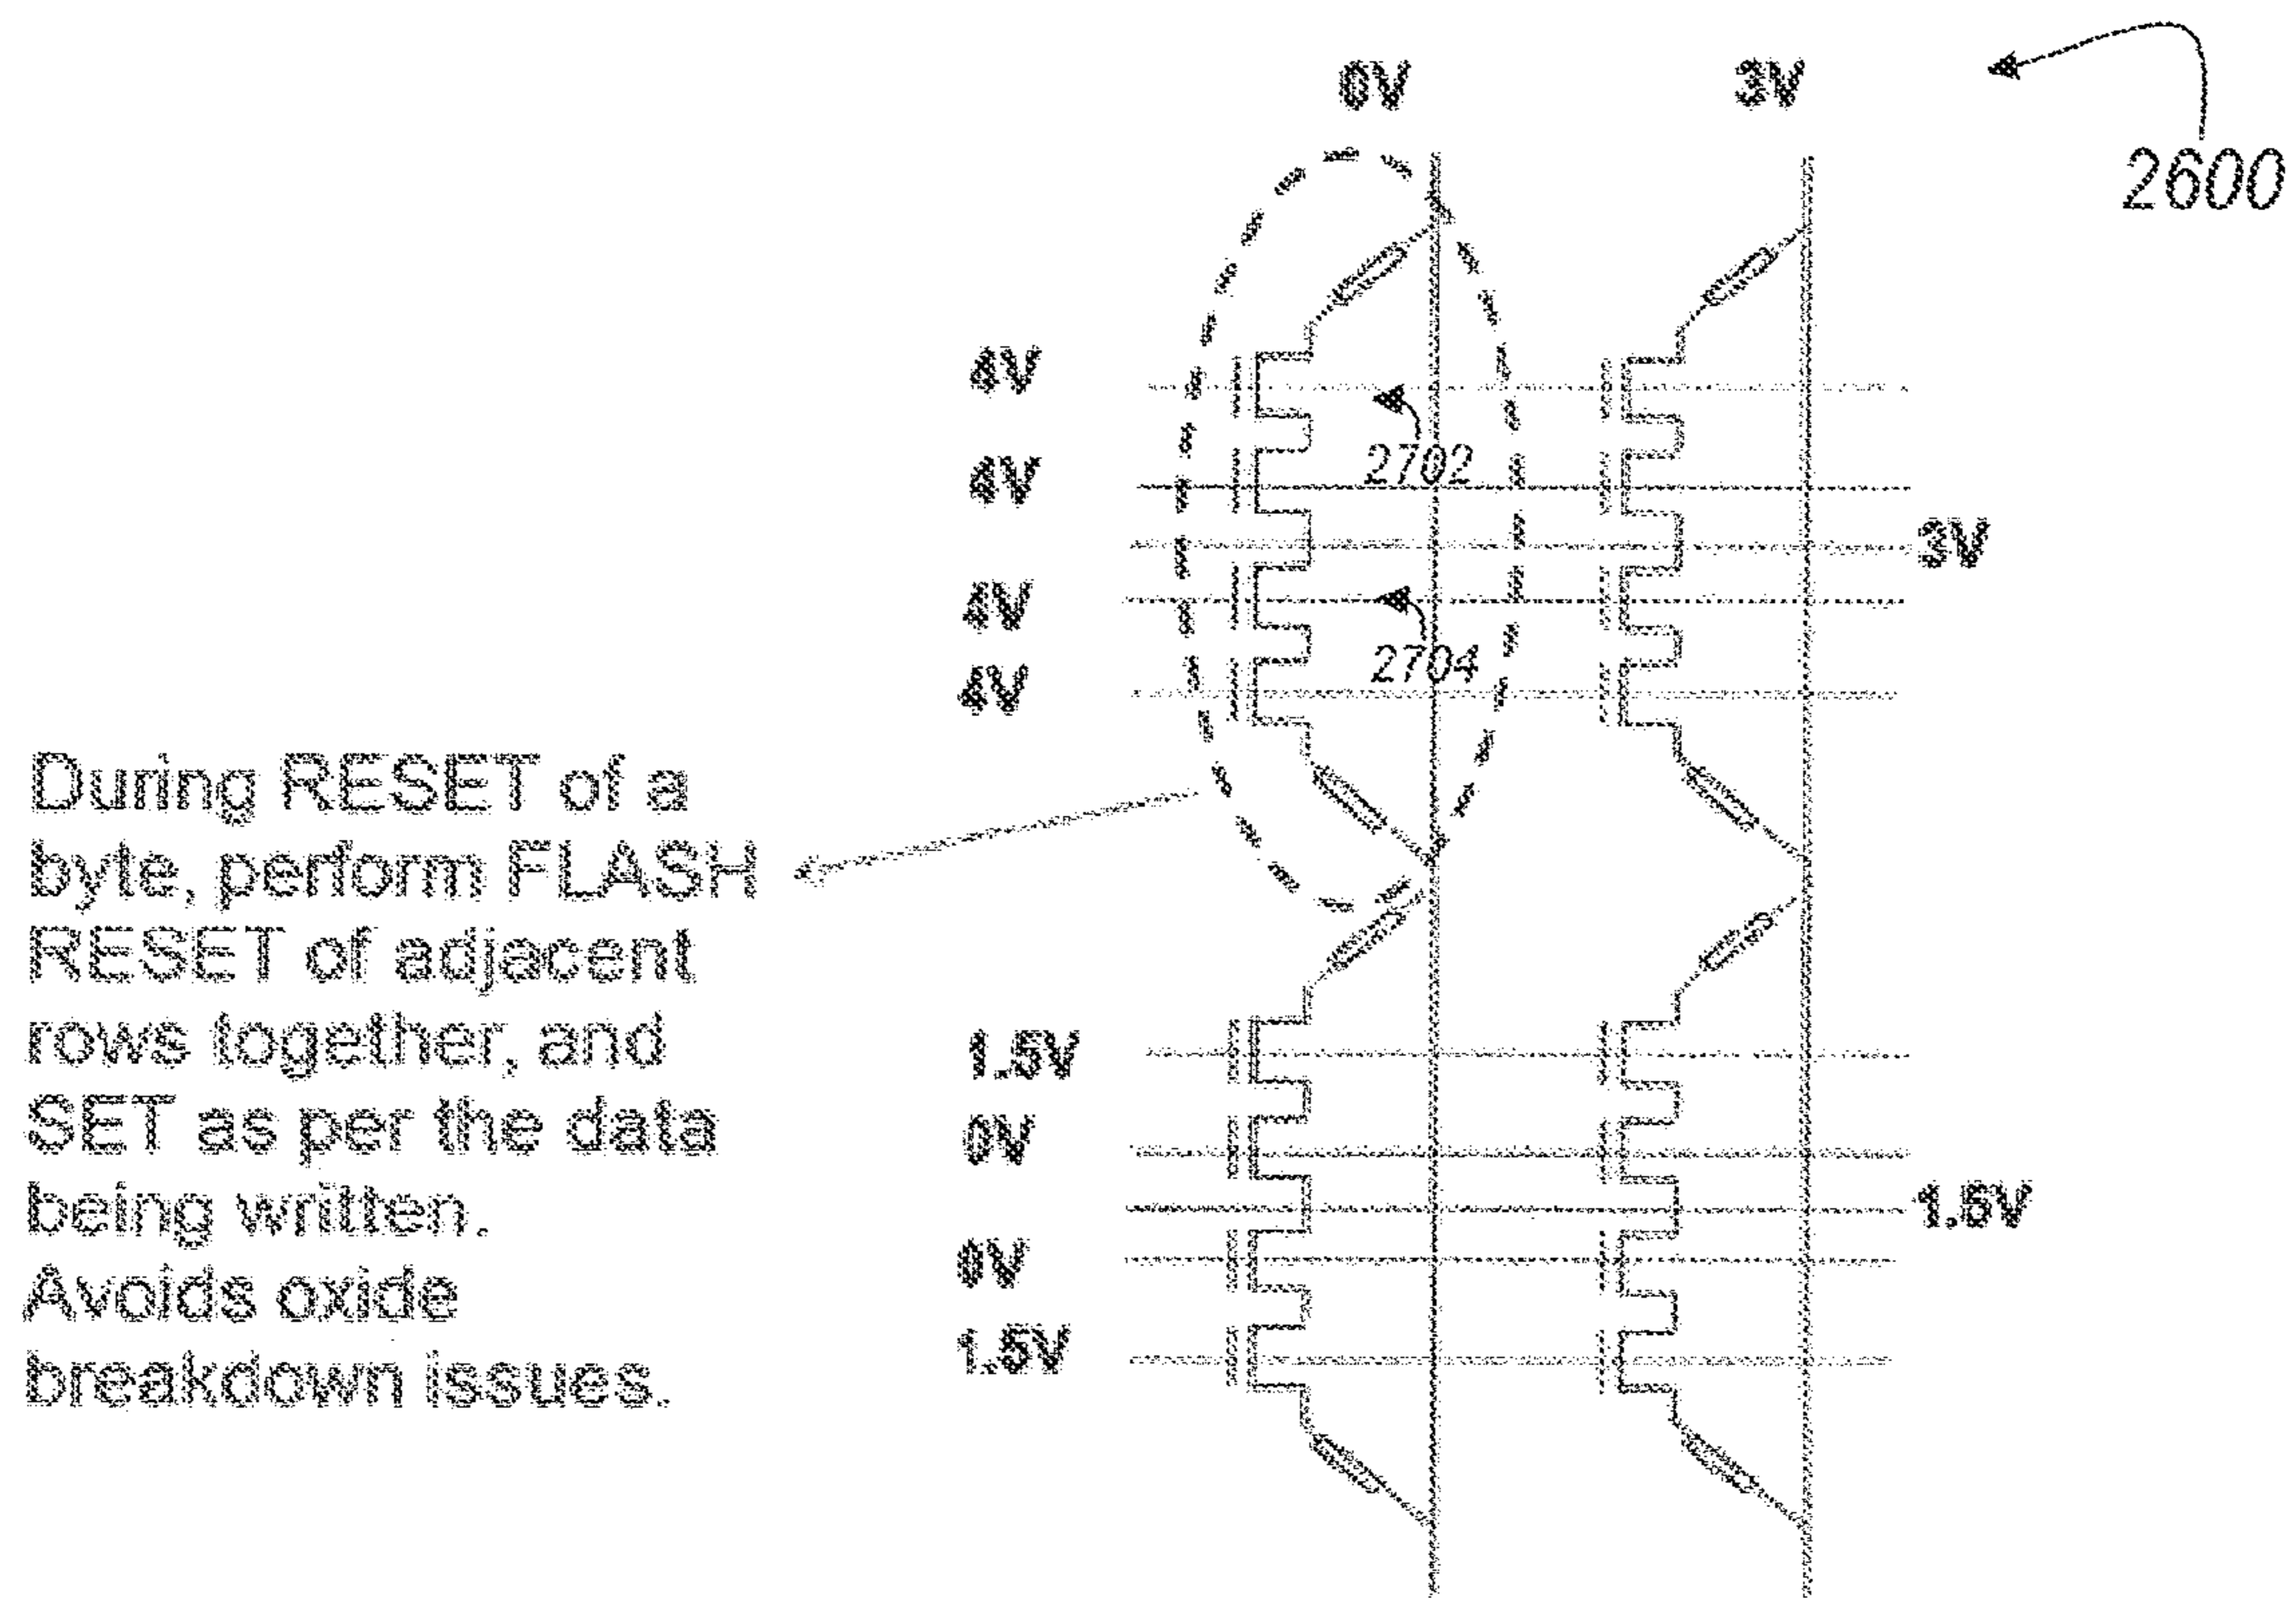 0V 3V
2600
4V
2702
4V
3V
4V
2704
4V
During RESET of a
byte, perform FLASH
RESET of adjacent
rows together, and
SET as per the data
being written.
Avoids oxide
breakdown issues.
1.5V
0V
1.5V
0V
1.5V